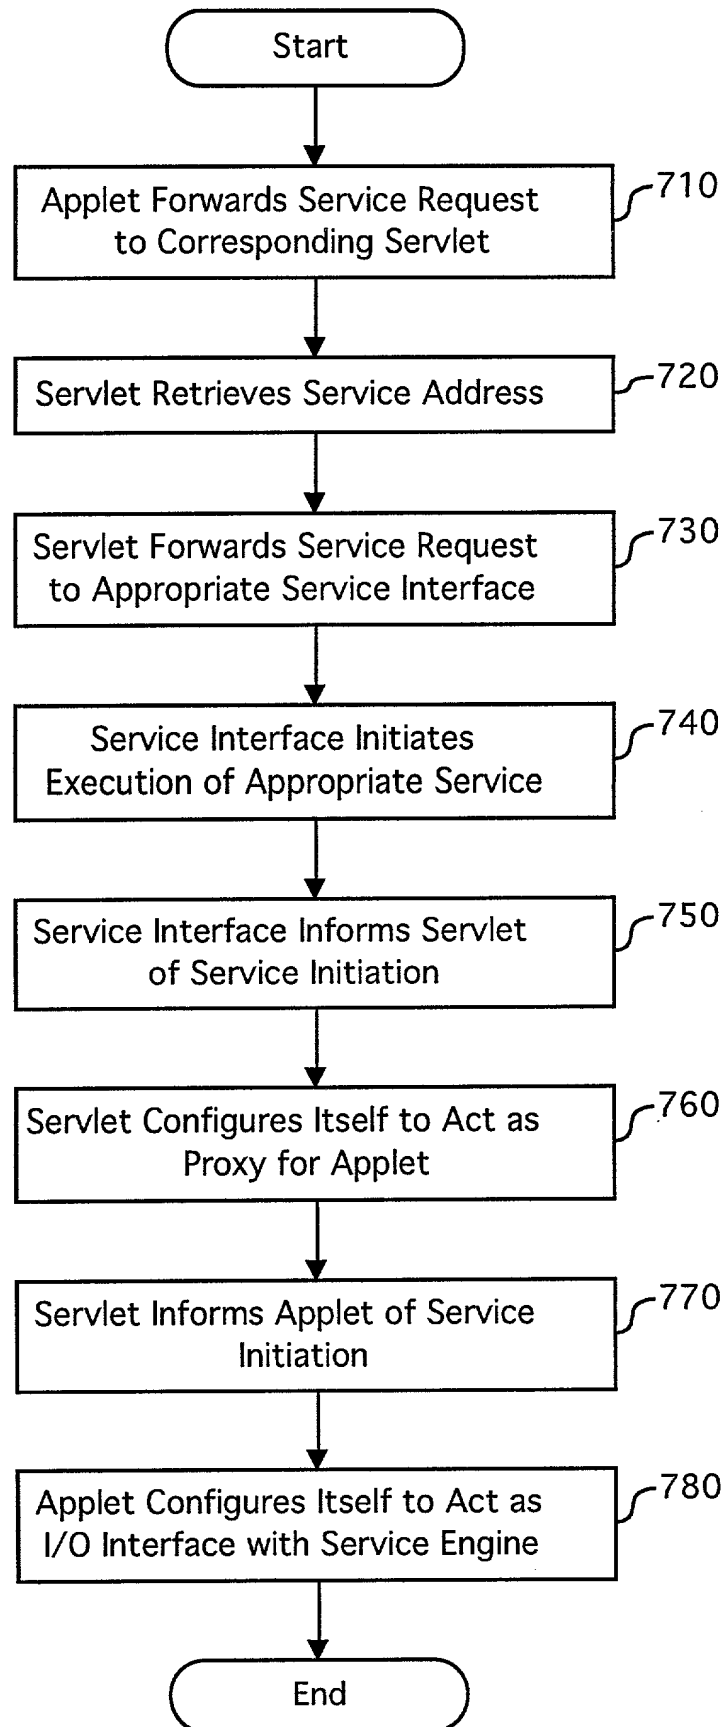 Start
Applet Forwards Service Request
to Corresponding Servlet
710
Servlet Retrieves Service Address
720
Servlet Forwards Service Request
to Appropriate Service Interface
730
Service Interface Initiates
Execution of Appropriate Service
740
Service Interface Informs Servlet
of Service Initiation
750
Servlet Configures Itself to Act as
Proxy for Applet
760
Servlet Informs Applet of Service
Initiation
770
Applet Configures Itself to Act as
I/O Interface with Service Engine
780
End